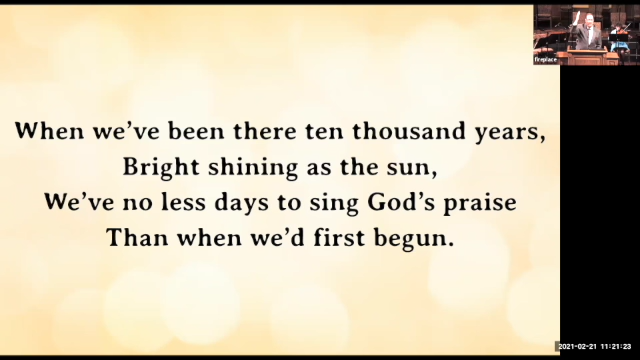 When we've been there ten thousand years,
Bright shining as the sun,
We've no less days to sing God's praise
Than when we'd first begun.
fireplace
2021-02-21 11:21:23